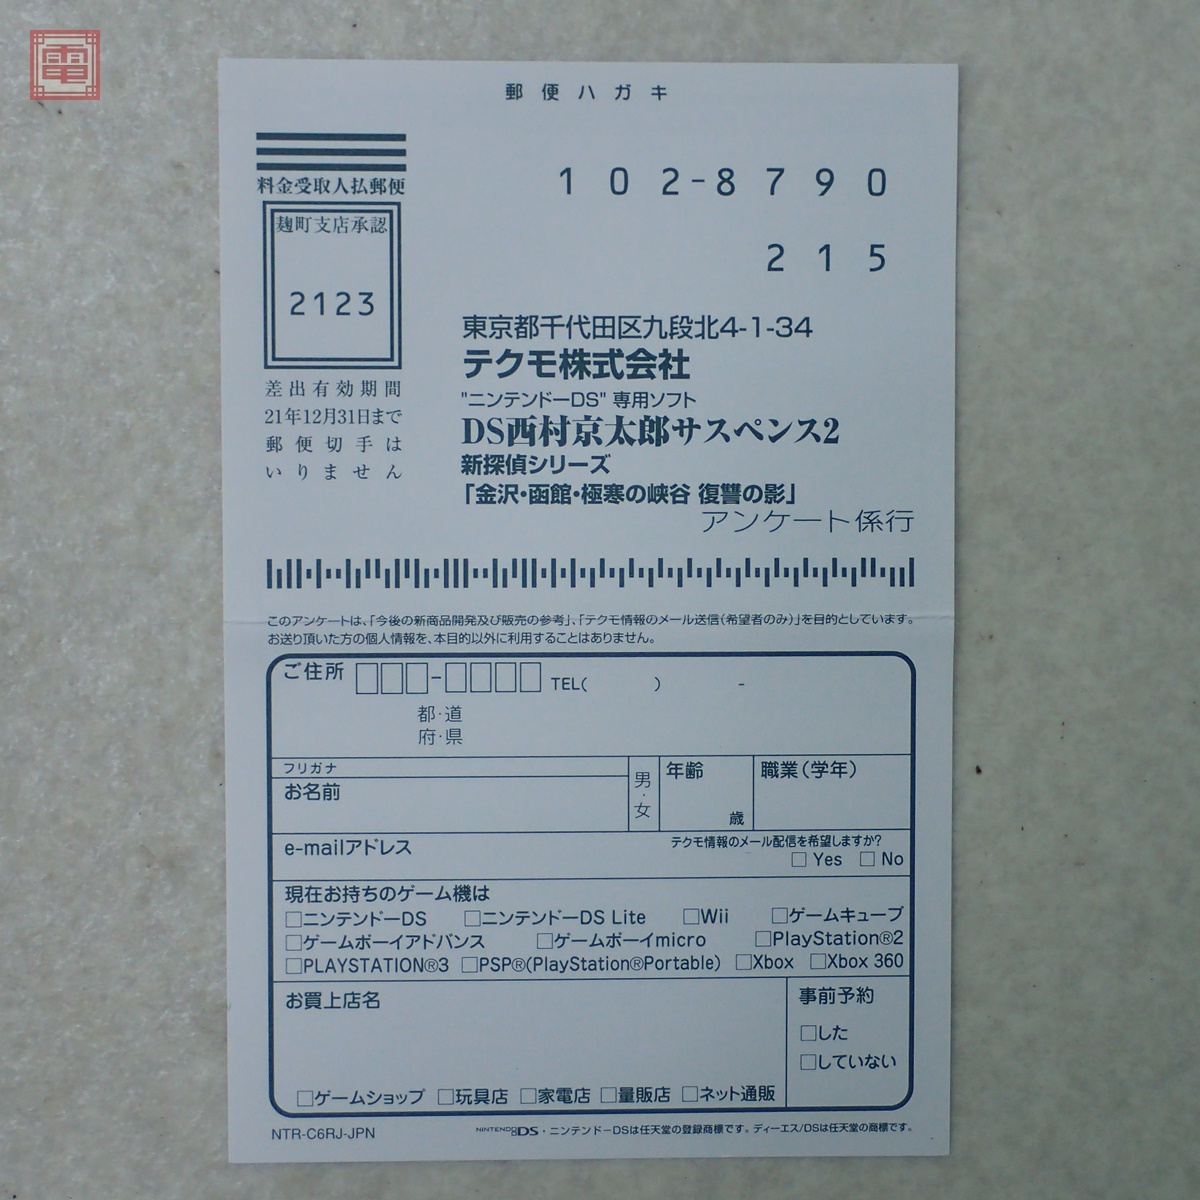 電
郵便ハガキ
料金受取人払郵便
麹町支店承認
2123
差出有効期間
21年12月31日まで
郵便切手は
いりません
102-8790
215
東京都千代田区九段北4-1-34
テクモ株式会社
"ニンテンドーDS" 専用ソフト
DS西村京太郎サスペンス2
新探偵シリーズ
「金沢・函館・極寒の峡谷 復讐の影」
アンケート係行
このアンケートは、「今後の新商品開発及び販売の参考」、「テクモ情報のメール送信(希望者のみ)」を目的としています。
お送り頂いた方の個人情報を、本目的以外に利用することはありません。
ご住所 □□□-□□□□ TEL( ) -
都・道
府・県
フリガナ
お名前
男・女
年齢
歳
職業(学年)
e-mailアドレス
テクモ情報のメール配信を希望しますか?
□ Yes □ No
現在お持ちのゲーム機は
□ニンテンドーDS □ニンテンドーDS Lite □Wii □ゲームキューブ
□ゲームボーイアドバンス □ゲームボーイmicro □PlayStation®2
□PLAYSTATION®3 □PSP®(PlayStation®Portable) □Xbox □Xbox 360
お買上店名
□ゲームショップ □玩具店 □家電店 □量販店 □ネット通販
事前予約
□した
□していない
NTR-C6RJ-JPN
NINTENDO DS・ニンテンドーDSは任天堂の登録商標です。ディーエス/DSは任天堂の商標です。